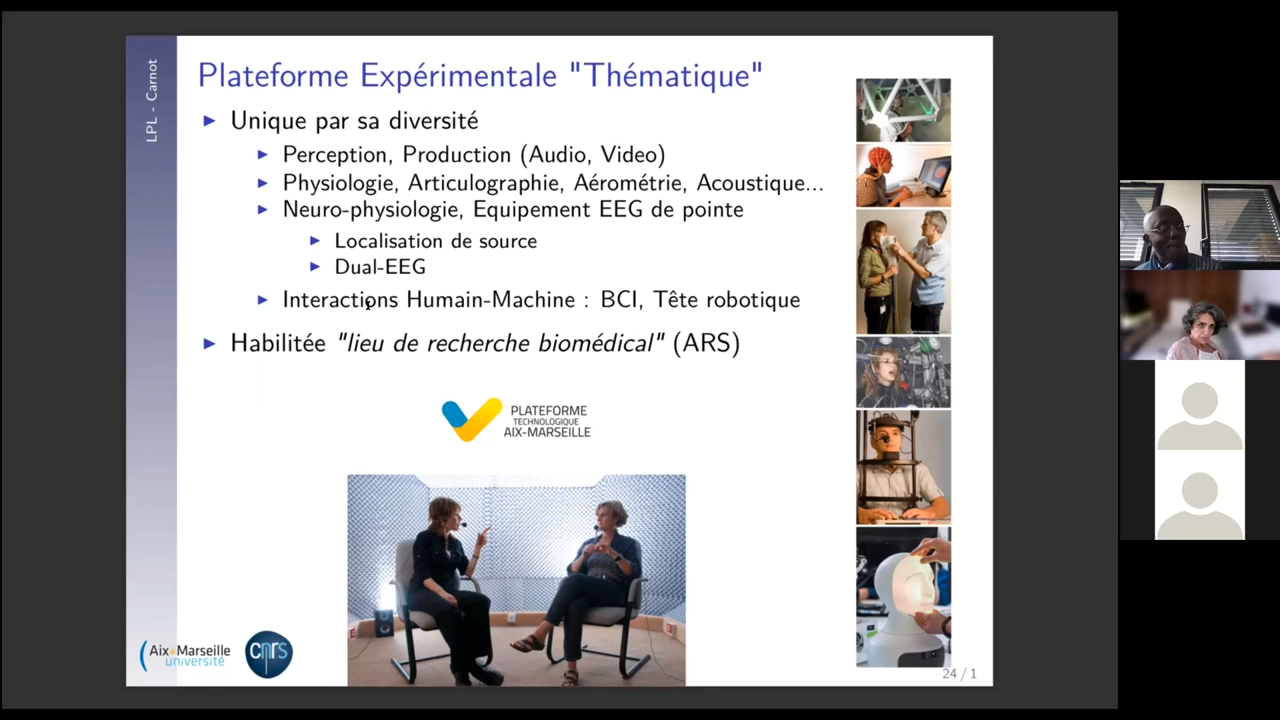 LPL - Carnot
Plateforme Expérimentale "Thématique"
Unique par sa diversité
Perception, Production (Audio, Video)
Physiologie, Articulographie, Aérométrie, Acoustique...
Neuro-physiologie, Equipement EEG de pointe
Localisation de source
Dual-EEG
Interactions Humain-Machine : BCI, Tête robotique
Habilitée "lieu de recherche biomédical" (ARS)
PLATEFORME
TECHNOLOGIQUE
AIX-MARSEILLE
Aix*Marseille
université
cnrs
24 / 1